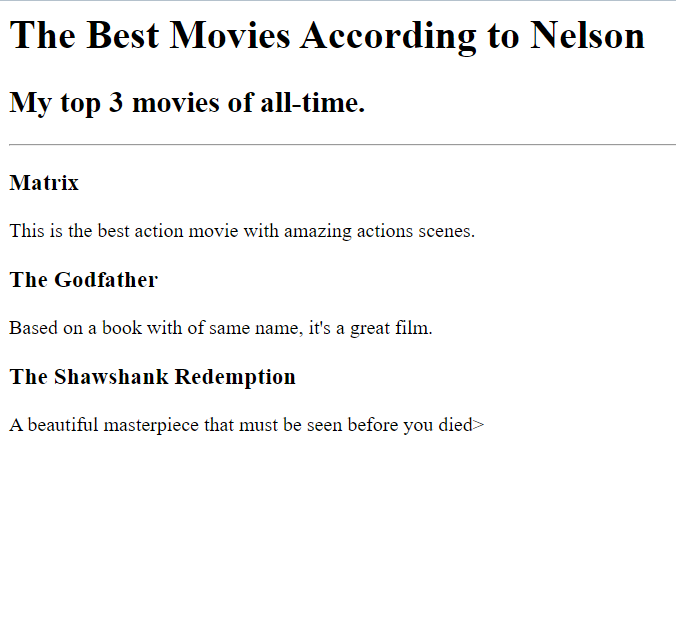 The Best Movies According to Nelson
My top 3 movies of all-time.
Matrix
This is the best action movie with amazing actions scenes.
The Godfather
Based on a book with of same name, it's a great film.
The Shawshank Redemption
A beautiful masterpiece that must be seen before you died>